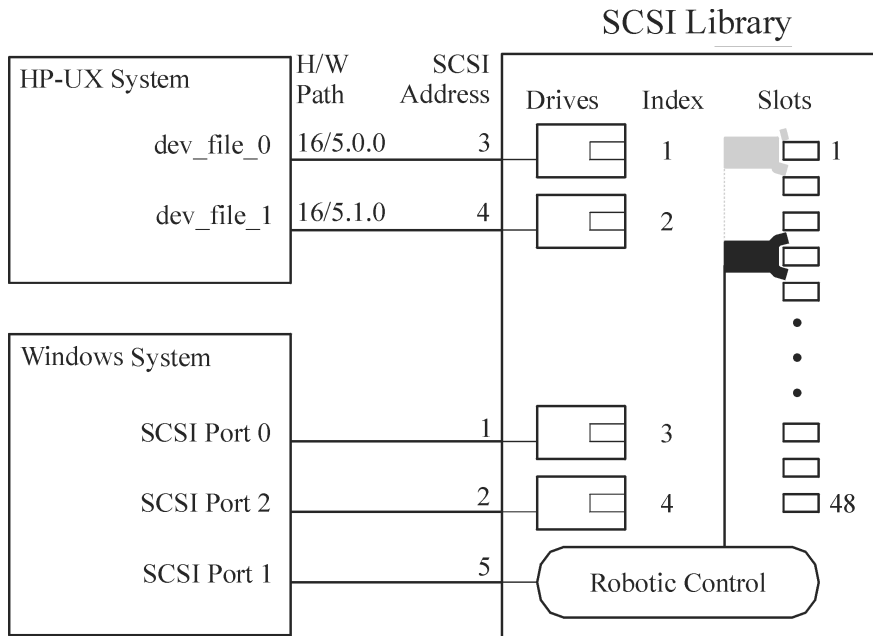 SCSI Library
HP-UX System
H/W Path
SCSI Address
Drives
Index
Slots
dev_file_0
16/5.0.0
3
1
1
dev_file_1
16/5.1.0
4
2
Windows System
SCSI Port 0
1
3
SCSI Port 2
2
4
48
SCSI Port 1
5
Robotic Control